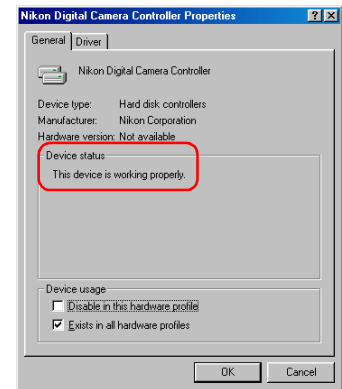 Nikon Digital Camera Controller Properties
General Driver
Nikon Digital Camera Controller
Device type: Hard disk controllers
Manufacturer: Nikon Corporation
Hardware version: Not available
Device status
This device is working properly.
Device usage
Disable in this hardware profile
Exists in all hardware profiles
OK Cancel